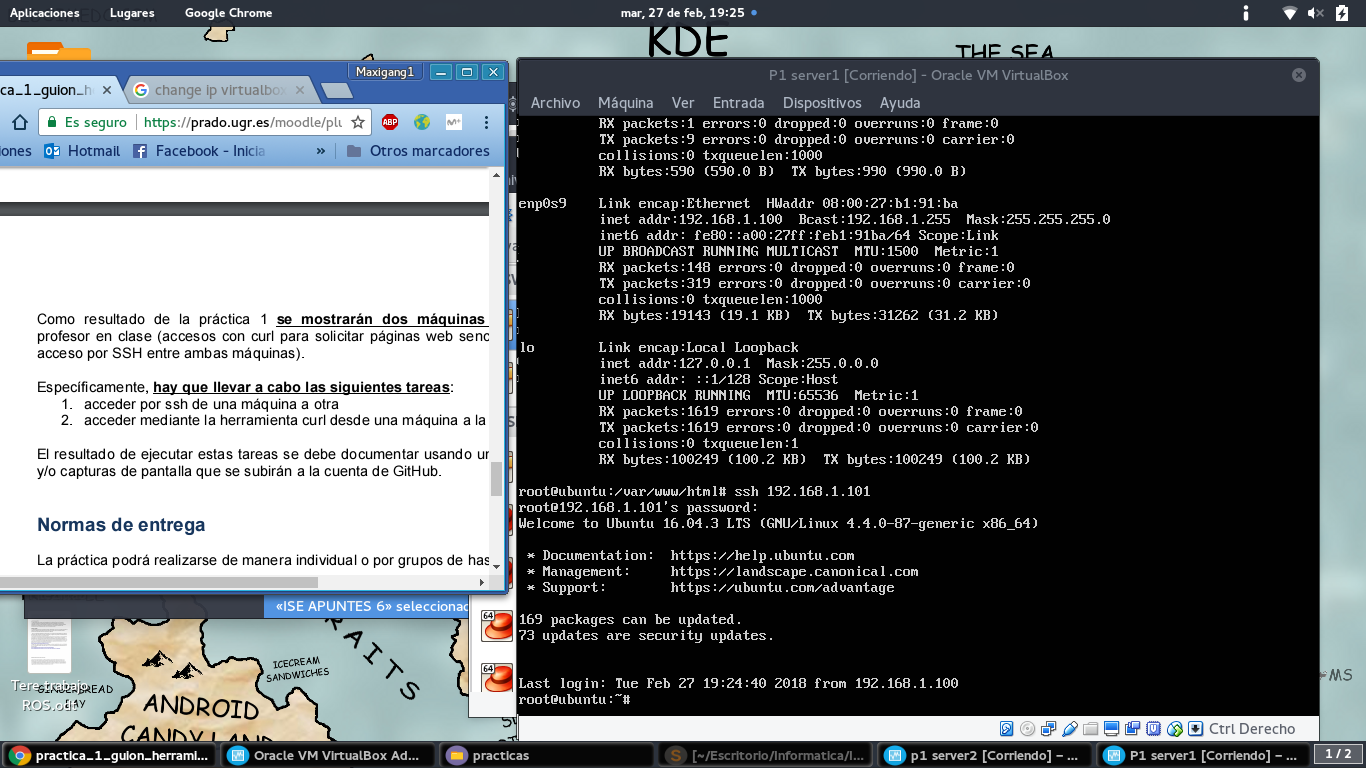 Aplicaciones Lugares Google Chrome mar, 27 de feb, 19:25
KDE
THE SEA
Maxigang1
ica_1_guion_he change ip virtualbox
Es seguro https://prado.ugr.es/moodle/plu
ABP
iones Hotmail Facebook - Inicia » Otros marcadores
Como resultado de la práctica 1 se mostrarán dos máquinas
profesor en clase (accesos con curl para solicitar páginas web senc
acceso por SSH entre ambas máquinas).
Específicamente, hay que llevar a cabo las siguientes tareas:
1. acceder por ssh de una máquina a otra
2. acceder mediante la herramienta curl desde una máquina a la
El resultado de ejecutar estas tareas se debe documentar usando un
y/o capturas de pantalla que se subirán a la cuenta de GitHub.
Normas de entrega
La práctica podrá realizarse de manera individual o por grupos de has
«ISE APUNTES 6» seleccionad
64
64
RAITS
ICECREAM
SANDWICHES
Tere trabajo
ROS.odt
GINGERBREAD
BAY
ANDROID
CANDY LAND
P1 server1 [Corriendo] - Oracle VM VirtualBox
Archivo Máquina Ver Entrada Dispositivos Ayuda
RX packets:1 errors:0 dropped:0 overruns:0 frame:0
TX packets:9 errors:0 dropped:0 overruns:0 carrier:0
collisions:0 txqueuelen:1000
RX bytes:590 (590.0 B)  TX bytes:990 (990.0 B)
enp0s9    Link encap:Ethernet  HWaddr 08:00:27:b1:91:ba
inet addr:192.168.1.100  Bcast:192.168.1.255  Mask:255.255.255.0
inet6 addr: fe80::a00:27ff:feb1:91ba/64 Scope:Link
UP BROADCAST RUNNING MULTICAST  MTU:1500  Metric:1
RX packets:148 errors:0 dropped:0 overruns:0 frame:0
TX packets:319 errors:0 dropped:0 overruns:0 carrier:0
collisions:0 txqueuelen:1000
RX bytes:19143 (19.1 KB)  TX bytes:31262 (31.2 KB)
lo        Link encap:Local Loopback
inet addr:127.0.0.1  Mask:255.0.0.0
inet6 addr: ::1/128 Scope:Host
UP LOOPBACK RUNNING  MTU:65536  Metric:1
RX packets:1619 errors:0 dropped:0 overruns:0 frame:0
TX packets:1619 errors:0 dropped:0 overruns:0 carrier:0
collisions:0 txqueuelen:1
RX bytes:100249 (100.2 KB)  TX bytes:100249 (100.2 KB)
root@ubuntu:/var/www/html# ssh 192.168.1.101
root@192.168.1.101's password:
Welcome to Ubuntu 16.04.3 LTS (GNU/Linux 4.4.0-87-generic x86_64)
* Documentation:  https://help.ubuntu.com
* Management:     https://landscape.canonical.com
* Support:        https://ubuntu.com/advantage
169 packages can be updated.
73 updates are security updates.
Last login: Tue Feb 27 19:24:40 2018 from 192.168.1.100
root@ubuntu:~#
Ctrl Derecho
MS
practica_1_guion_herrami... Oracle VM VirtualBox Ad... practicas [~/Escritorio/Informatica/I... p1 server2 [Corriendo] – ... P1 server1 [Corriendo] – ... 1 / 2